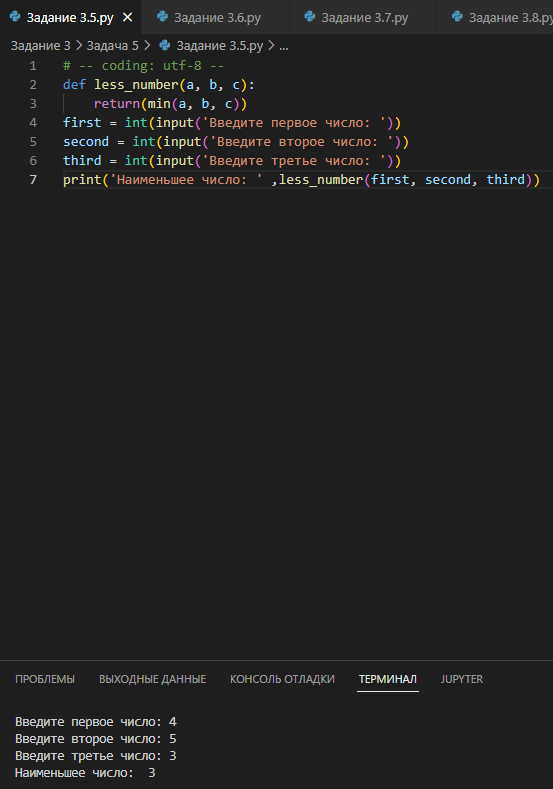 Задание 3.5.py Задание 3.6.py Задание 3.7.py Задание 3.8.py
Задание 3 > Задача 5 > Задание 3.5.py > ...
1 # -- coding: utf-8 --
2 def less_number(a, b, c):
3 return(min(a, b, c))
4 first = int(input('Введите первое число: '))
5 second = int(input('Введите второе число: '))
6 third = int(input('Введите третье число: '))
7 print('Наименьшее число: ' ,less_number(first, second, third))
ПРОБЛЕМЫ ВЫХОДНЫЕ ДАННЫЕ КОНСОЛЬ ОТЛАДКИ ТЕРМИНАЛ JUPYTER
Введите первое число: 4
Введите второе число: 5
Введите третье число: 3
Наименьшее число:  3